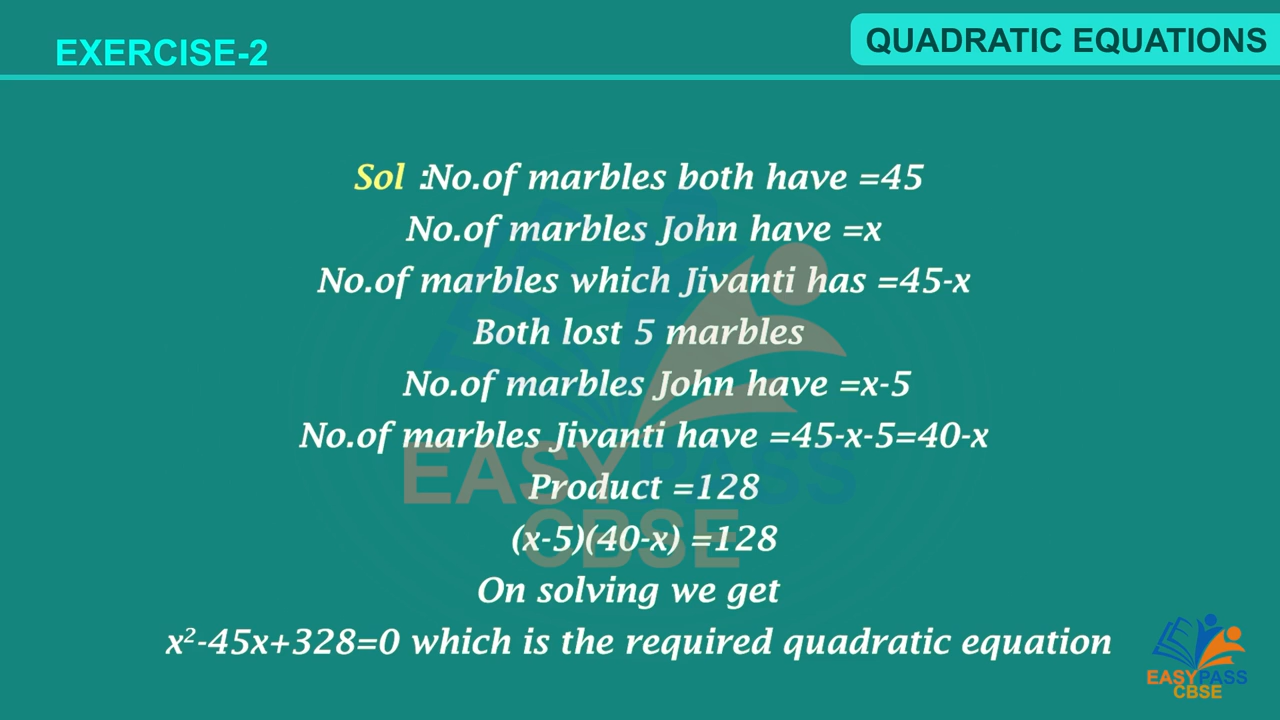 EXERCISE-2
QUADRATIC EQUATIONS
Sol :No.of marbles both have =45
No.of marbles John have =x
No.of marbles which Jivanti has =45-x
Both lost 5 marbles
No.of marbles John have =x-5
No.of marbles Jivanti have =45-x-5=40-x
Product =128
(x-5)(40-x) =128
On solving we get
x²-45x+328=0 which is the required quadratic equation
EASYPASS
CBSE
EASYPASS
CBSE